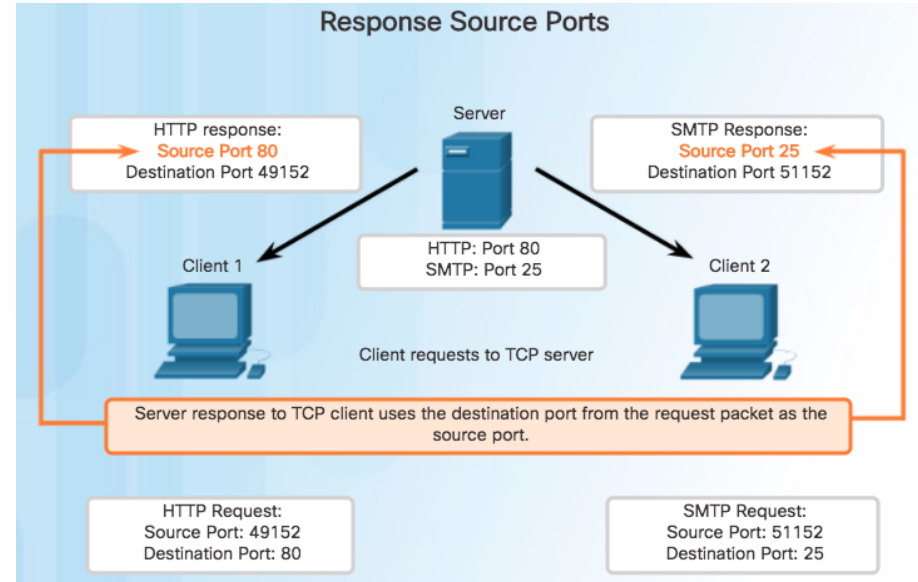 Response Source Ports
Server
HTTP response:
Source Port 80
Destination Port 49152
SMTP Response:
Source Port 25
Destination Port 51152
HTTP: Port 80
SMTP: Port 25
Client 1
Client 2
Client requests to TCP server
Server response to TCP client uses the destination port from the request packet as the
source port.
HTTP Request:
Source Port: 49152
Destination Port: 80
SMTP Request:
Source Port: 51152
Destination Port: 25